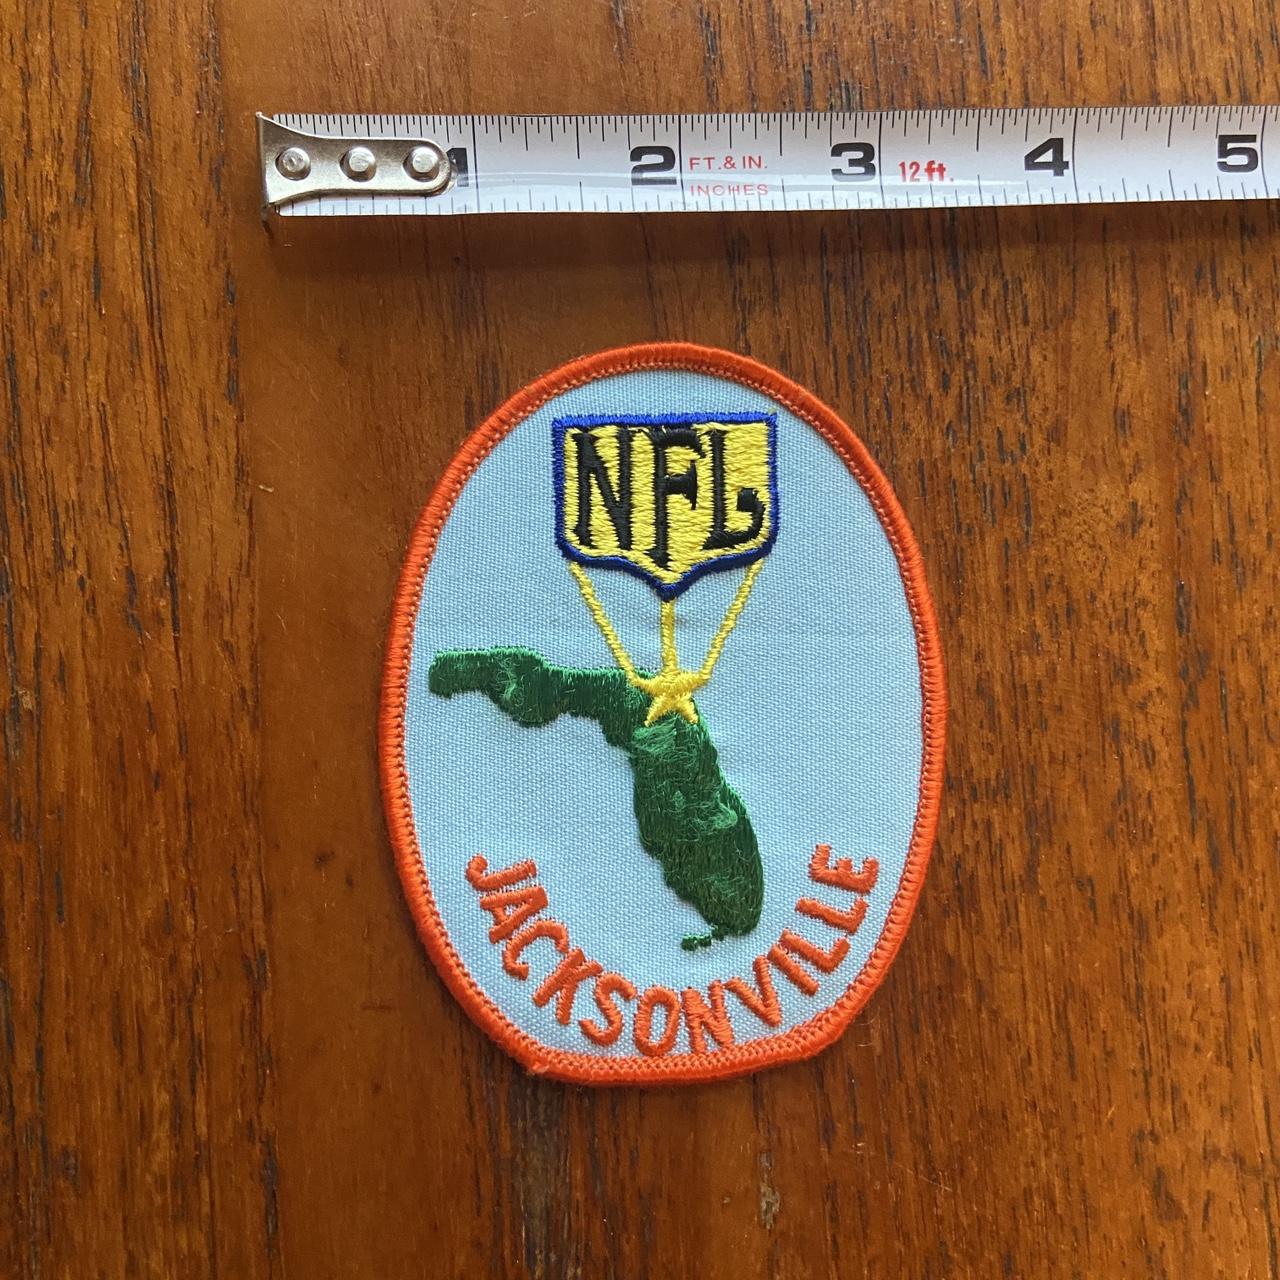 1 2 FT.& IN. 3 12 ft. 4 5
INCHES
NFL
JACKSONVILLE